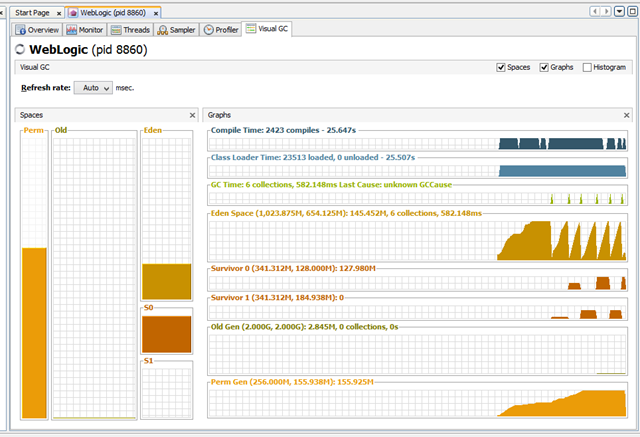 Start Page
WebLogic (pid 8860)
Overview
Monitor
Threads
Sampler
Profiler
Visual GC
WebLogic (pid 8860)
Visual GC
Spaces
Graphs
Histogram
Refresh rate:
Auto
msec.
Spaces
Perm
Old
Eden
S0
S1
Graphs
Compile Time: 2423 compiles - 25.647s
Class Loader Time: 23513 loaded, 0 unloaded - 25.507s
GC Time: 6 collections, 582.148ms Last Cause: unknown GCCause
Eden Space (1,023.875M, 654.125M): 145.452M, 6 collections, 582.148ms
Survivor 0 (341.312M, 128.000M): 127.980M
Survivor 1 (341.312M, 184.938M): 0
Old Gen (2.000G, 2.000G): 2.845M, 0 collections, 0s
Perm Gen (256.000M, 155.938M): 155.925M